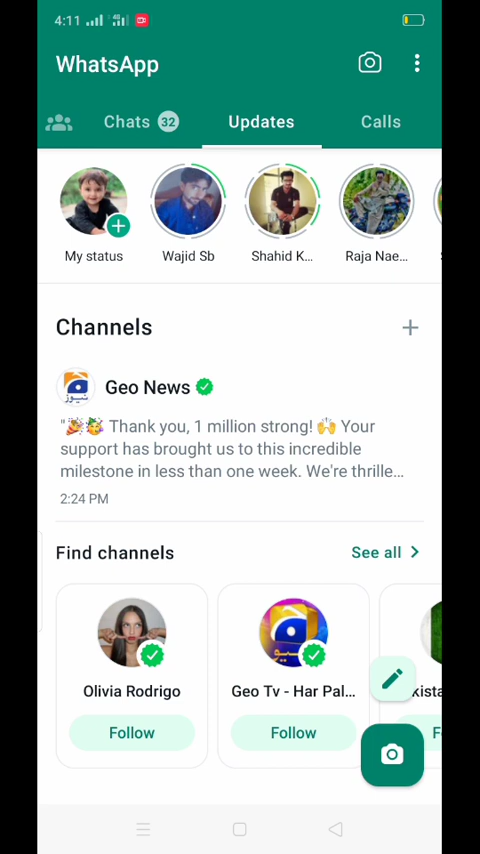 4:11
4G
WhatsApp
Chats 32
Updates
Calls
My status
Wajid Sb
Shahid K...
Raja Nae...
Channels
Geo News
"🎉🥳 Thank you, 1 million strong! 🙌 Your
support has brought us to this incredible
milestone in less than one week. We're thrille...
2:24 PM
Find channels
See all
Olivia Rodrigo
Geo Tv - Har Pal...
Follow
Follow